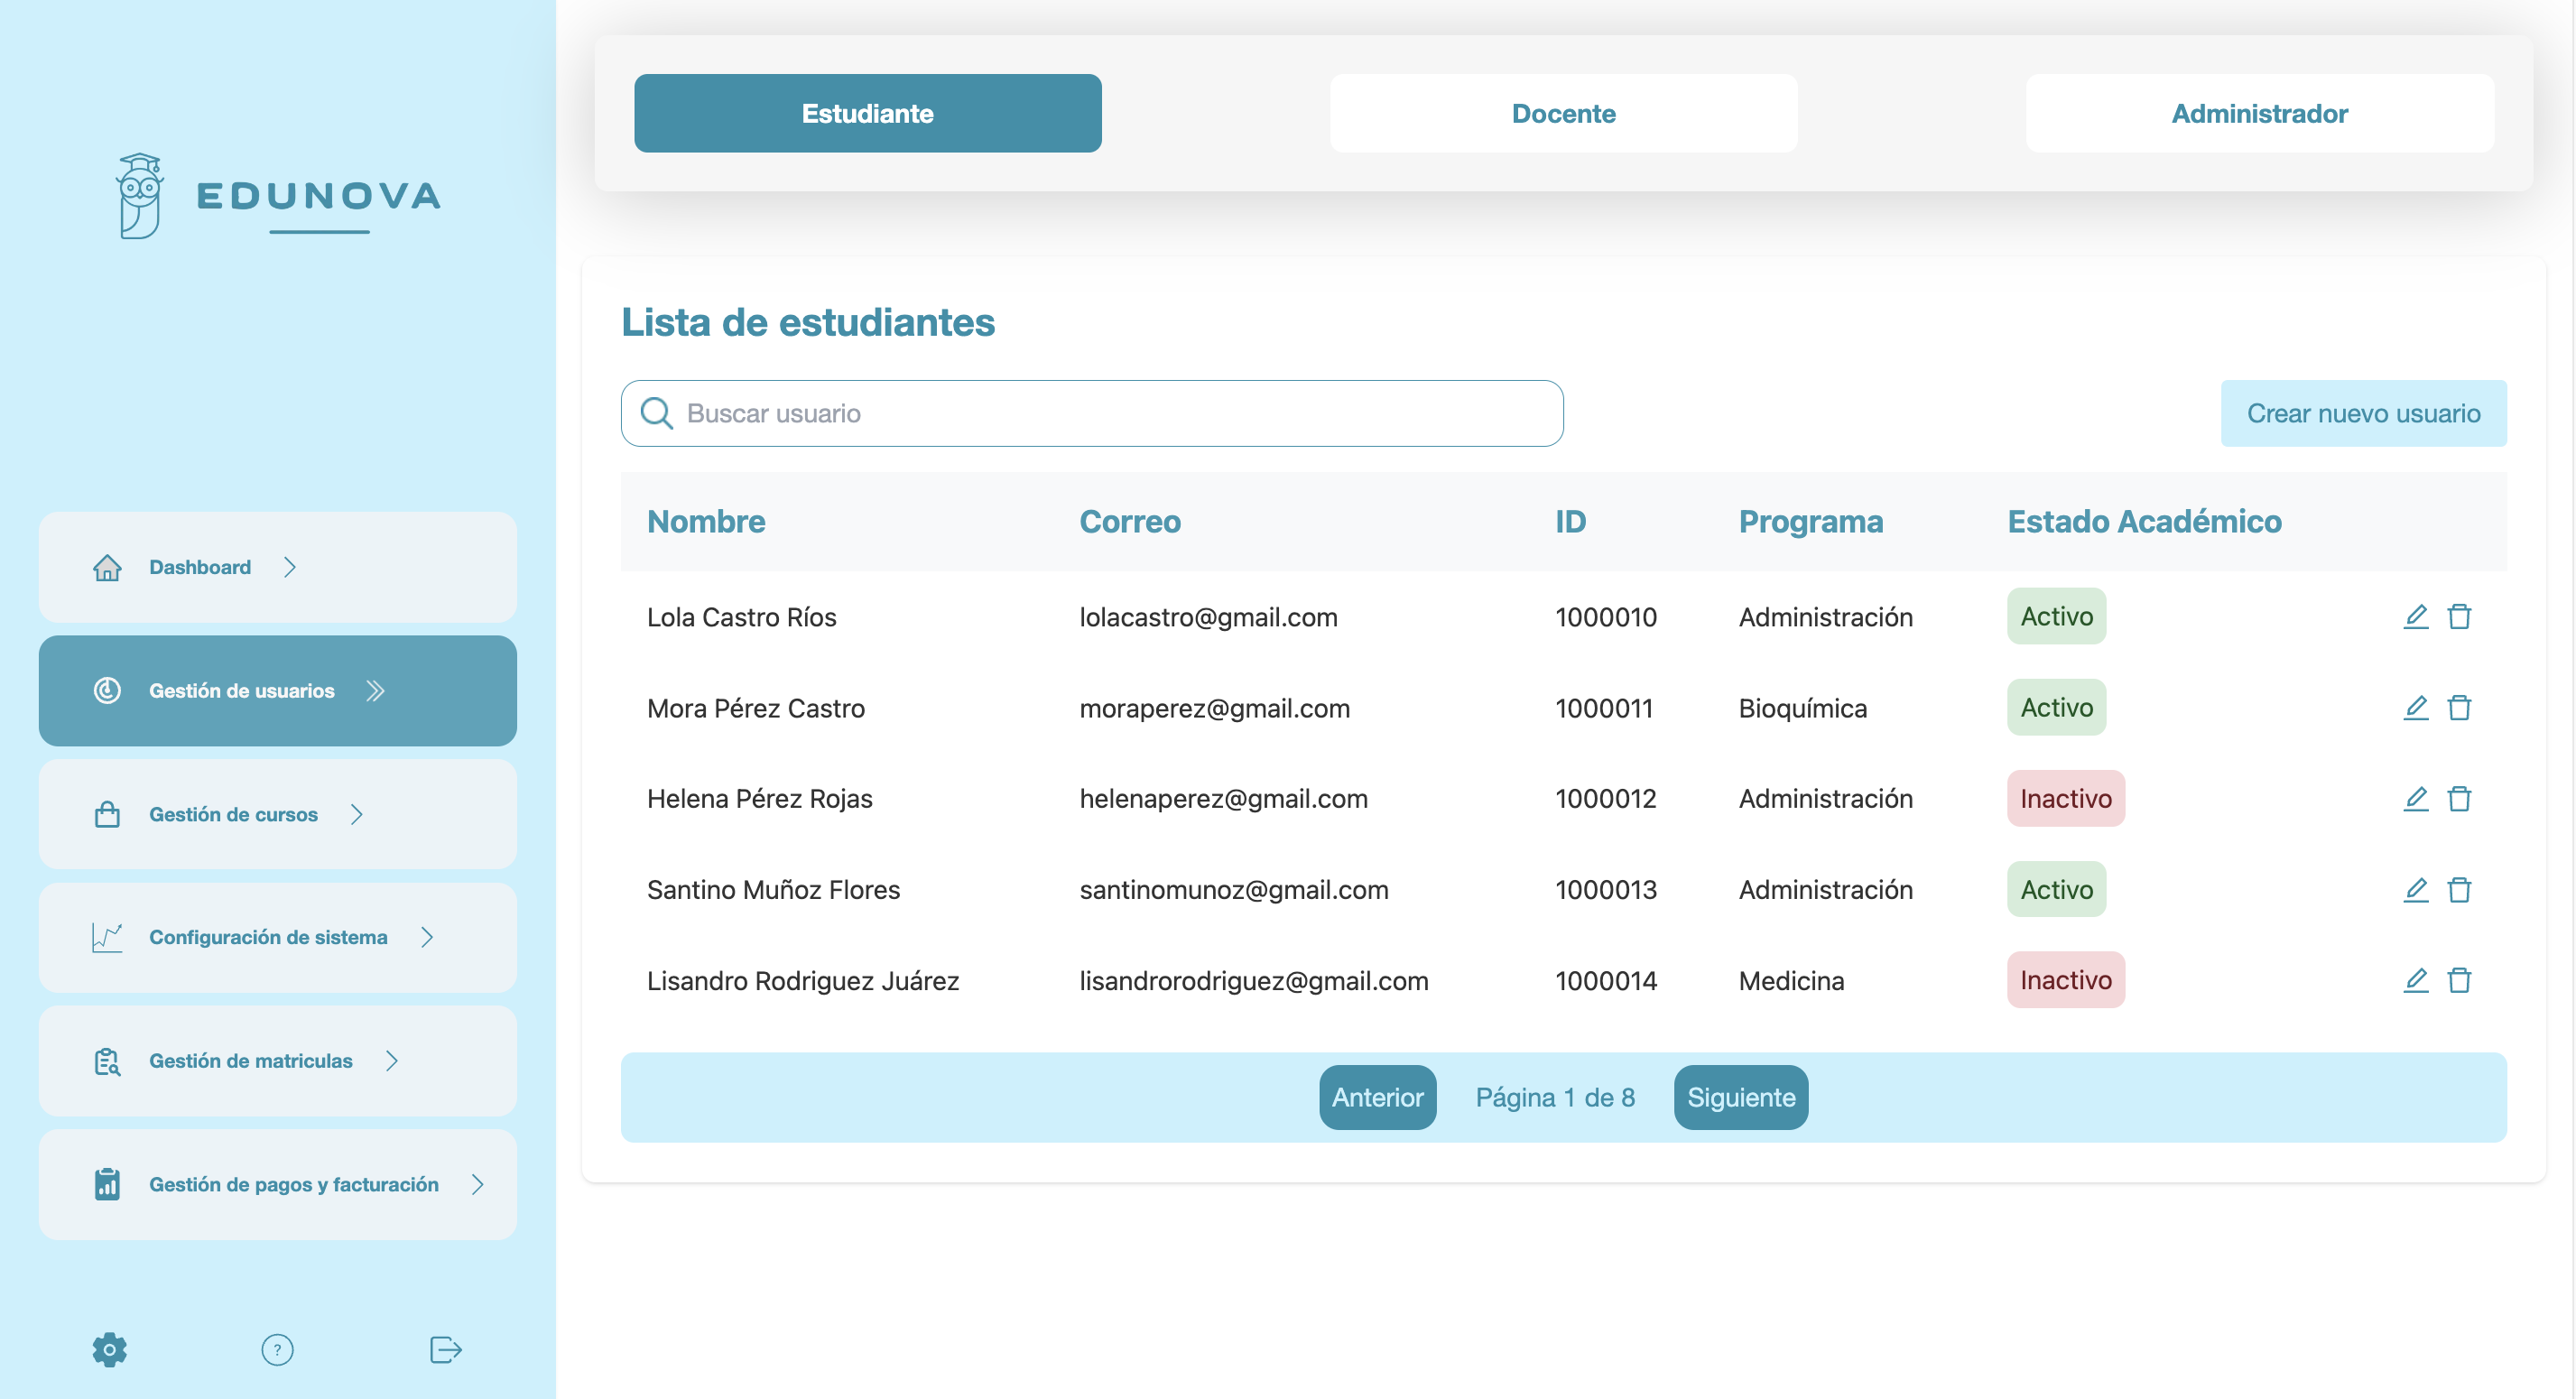 EDUNOVA
Dashboard
Gestión de usuarios
Gestión de cursos
Configuración de sistema
Gestión de matriculas
Gestión de pagos y facturación
?
Estudiante Docente Administrador
Lista de estudiantes
Buscar usuario Crear nuevo usuario
Nombre Correo ID Programa Estado Académico
Lola Castro Ríos lolacastro@gmail.com 1000010 Administración Activo
Mora Pérez Castro moraperez@gmail.com 1000011 Bioquímica Activo
Helena Pérez Rojas helenaperez@gmail.com 1000012 Administración Inactivo
Santino Muñoz Flores santinomunoz@gmail.com 1000013 Administración Activo
Lisandro Rodriguez Juárez lisandrorodriguez@gmail.com 1000014 Medicina Inactivo
Anterior Página 1 de 8 Siguiente